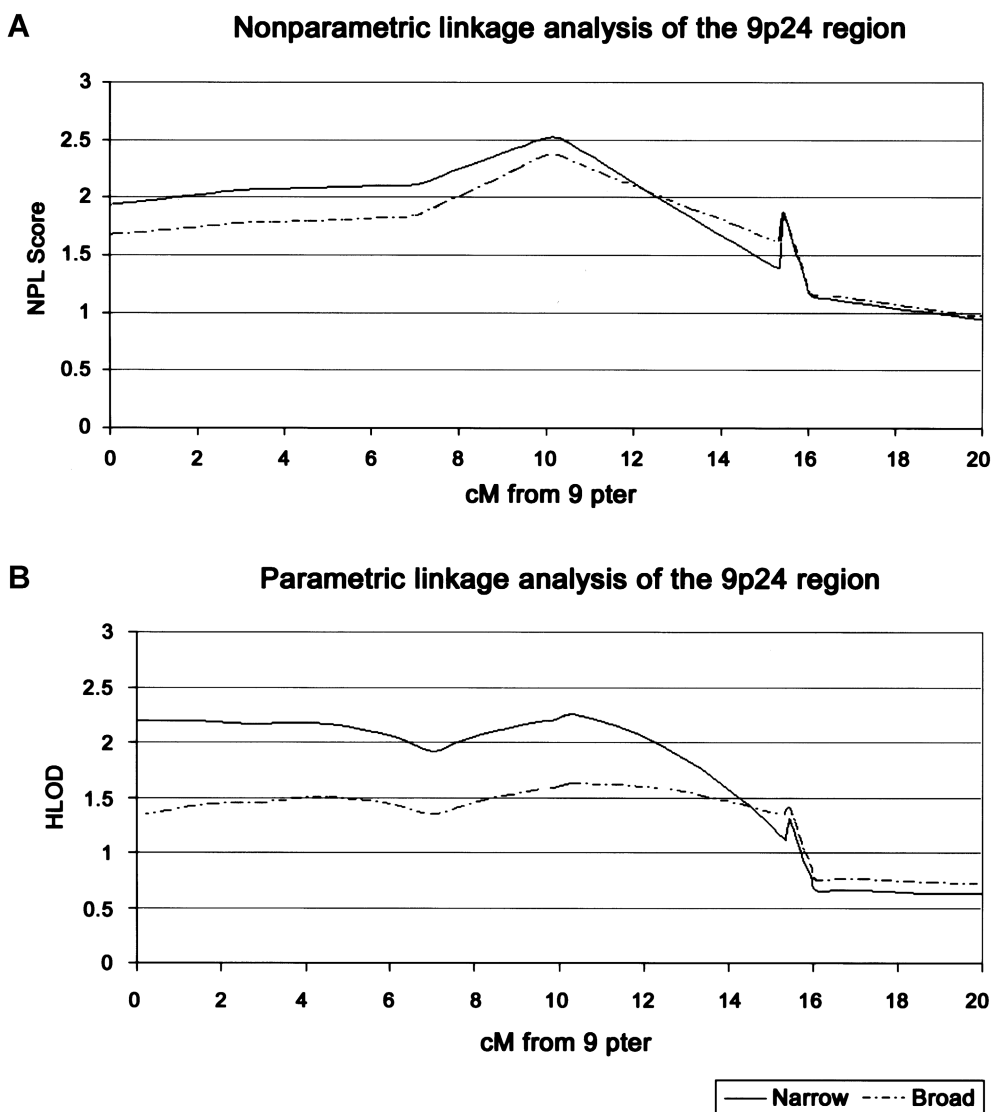 A
Nonparametric linkage analysis of the 9p24 region
3
2.5
2
1.5
1
0.5
0
NPL Score
0 2 4 6 8 10 12 14 16 18 20
cM from 9 pter
B
Parametric linkage analysis of the 9p24 region
3
2.5
2
1.5
1
0.5
0
HLOD
0 2 4 6 8 10 12 14 16 18 20
cM from 9 pter
Narrow Broad